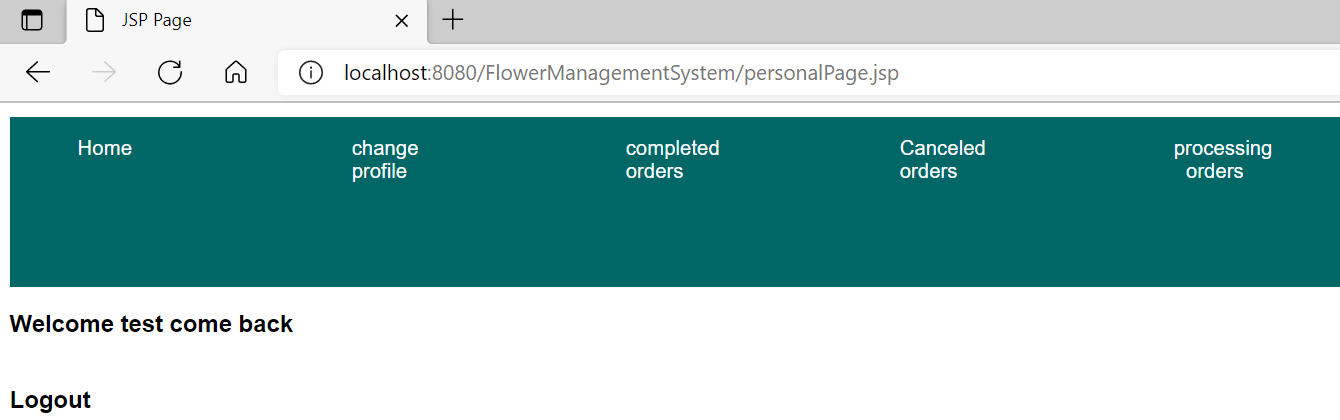 JSP Page
localhost:8080/FlowerManagementSystem/personalPage.jsp
Home
change
profile
completed
orders
Canceled
orders
processing
orders
Welcome test come back
Logout